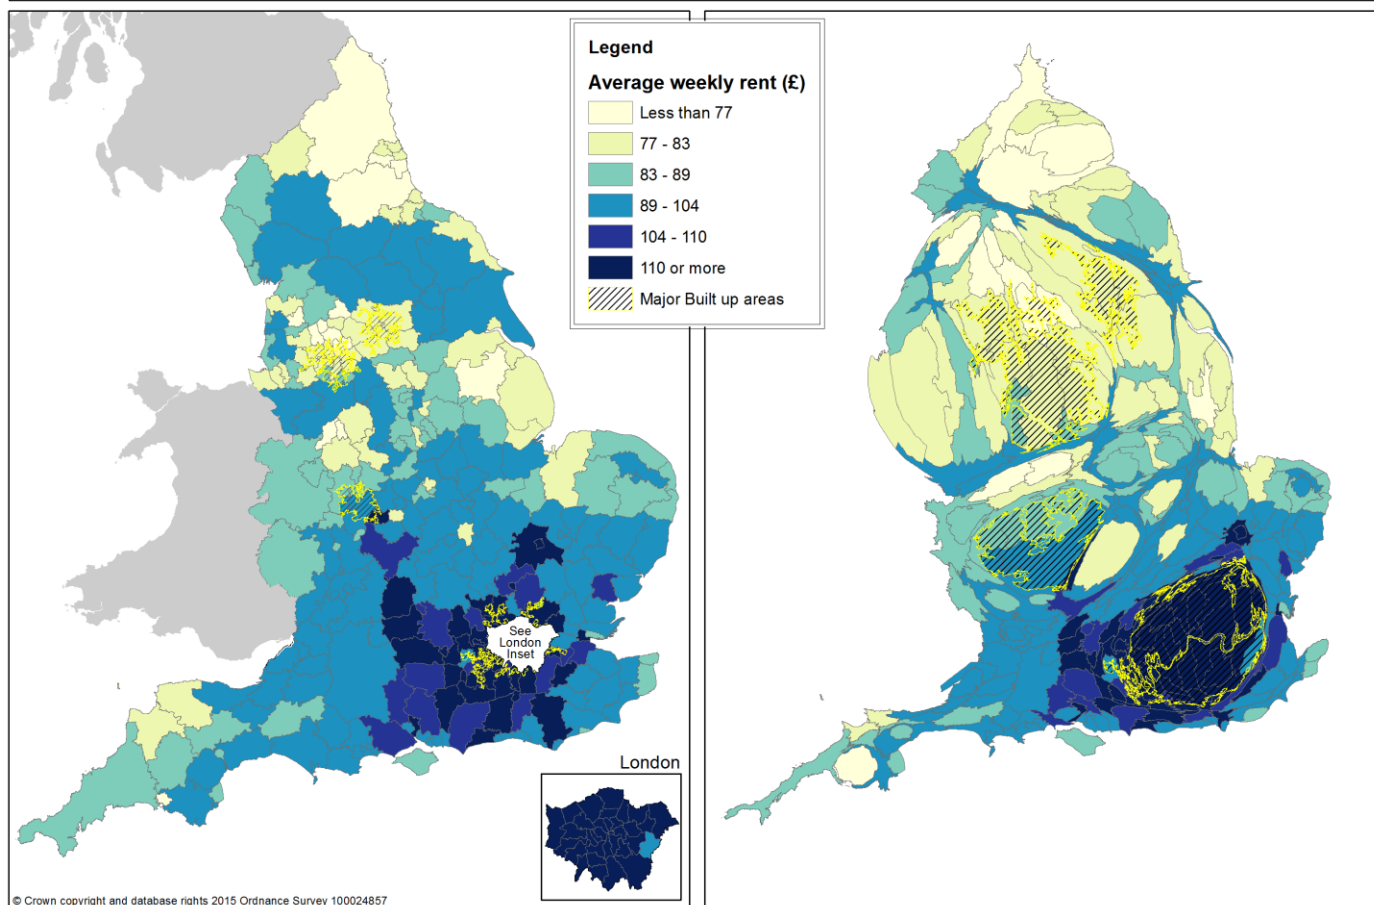 Legend
Average weekly rent (£)
Less than 77
77 - 83
83 - 89
89 - 104
104 - 110
110 or more
Major Built up areas
See
London
Inset
London
© Crown copyright and database rights 2015 Ordnance Survey 100024857